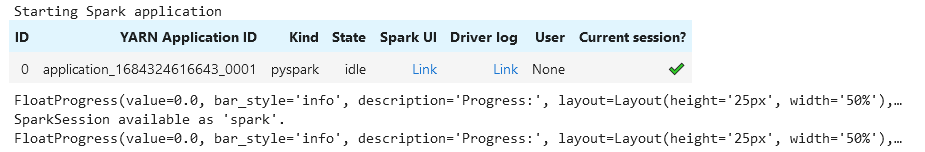 Starting Spark application
ID YARN Application ID Kind State Spark UI Driver log User Current session?
0 application_1684324616643_0001 pyspark idle Link Link None ✔
FloatProgress(value=0.0, bar_style='info', description='Progress:', layout=Layout(height='25px', width='50%'),…
SparkSession available as 'spark'.
FloatProgress(value=0.0, bar_style='info', description='Progress:', layout=Layout(height='25px', width='50%'),…